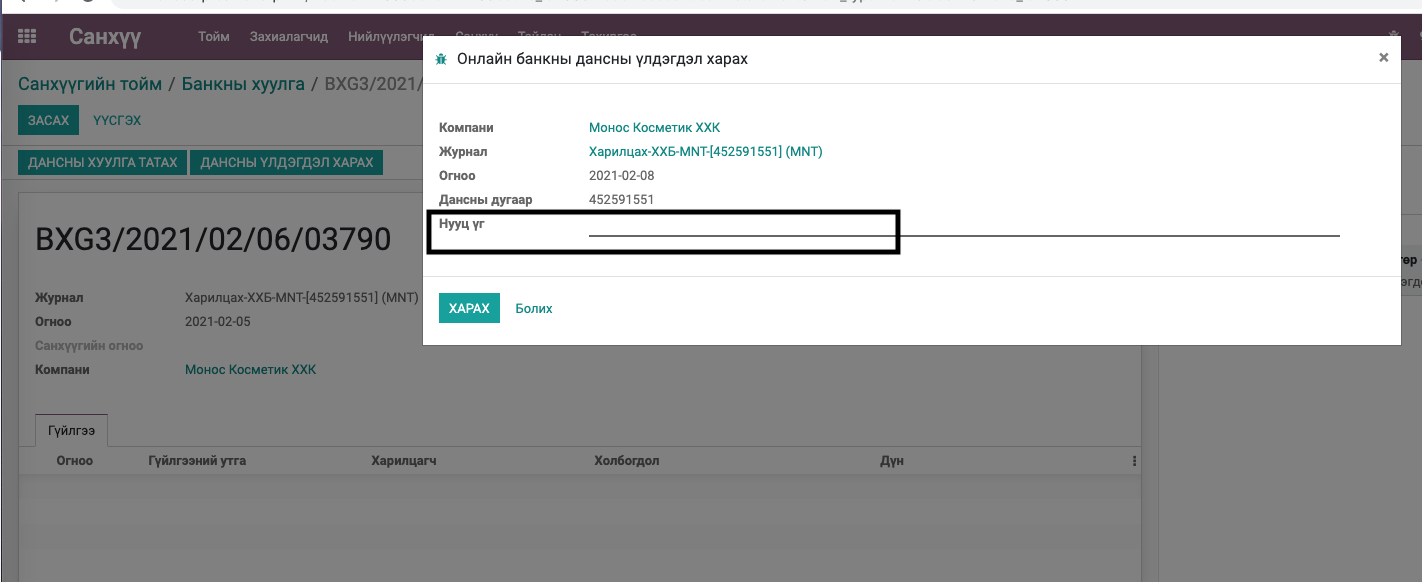 Санхүү Тойм Захиалагчид Нийлүүлэгчид Санхүү Тайлан Тохиргоо
Санхүүгийн тойм / Банкны хуулга / BXG3/2021/
ЗАСАХ ҮҮСГЭХ
ДАНСНЫ ХУУЛГА ТАТАХ ДАНСНЫ ҮЛДЭГДЭЛ ХАРАХ
BXG3/2021/02/06/03790
Журнал Харилцах-ХХБ-MNT-[452591551] (MNT)
Огноо 2021-02-05
Санхүүгийн огноо
Компани Монос Косметик ХХК
Гүйлгээ
Огноо Гүйлгээний утга Харилцагч Холбогдол Дүн
Онлайн банкны дансны үлдэгдэл харах ×
Компани Монос Косметик ХХК
Журнал Харилцах-ХХБ-MNT-[452591551] (MNT)
Огноо 2021-02-08
Дансны дугаар 452591551
Нууц үг
ХАРАХ Болих